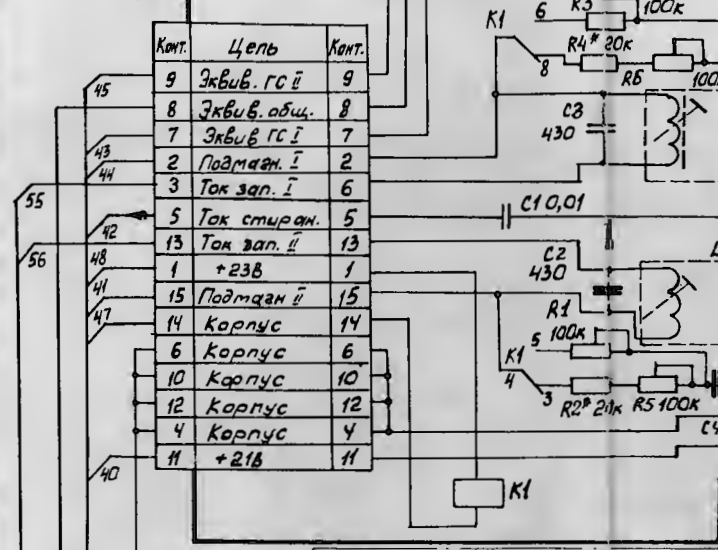 R3
100к
6
К1
R4* 20к
8
R6
100
С3
430
Конт. Цепь Конт.
9 Эквив. ГС II 9
8 Эквив. общ. 8
7 Эквив ГС I 7
2 Подмагн. I 2
3 Ток зап. I 6
5 Ток стиран. 5
13 Ток зап. II 13
1 +23В 1
15 Подмагн II 15
14 Корпус 14
6 Корпус 6
10 Корпус 10
12 Корпус 12
4 Корпус 4
11 +21В 11
45
43
44
55
42
56
48
41
47
40
С1 0,01
С2
430
R1
100к
5
К1
4
3
R2* 20к
R5 100к
С4
К1